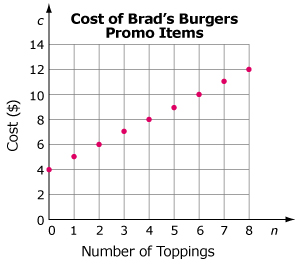 c
Cost of Brad's Burgers
Promo Items
14
12
10
8
6
4
2
0
Cost ($)
0 1 2 3 4 5 6 7 8 n
Number of Toppings